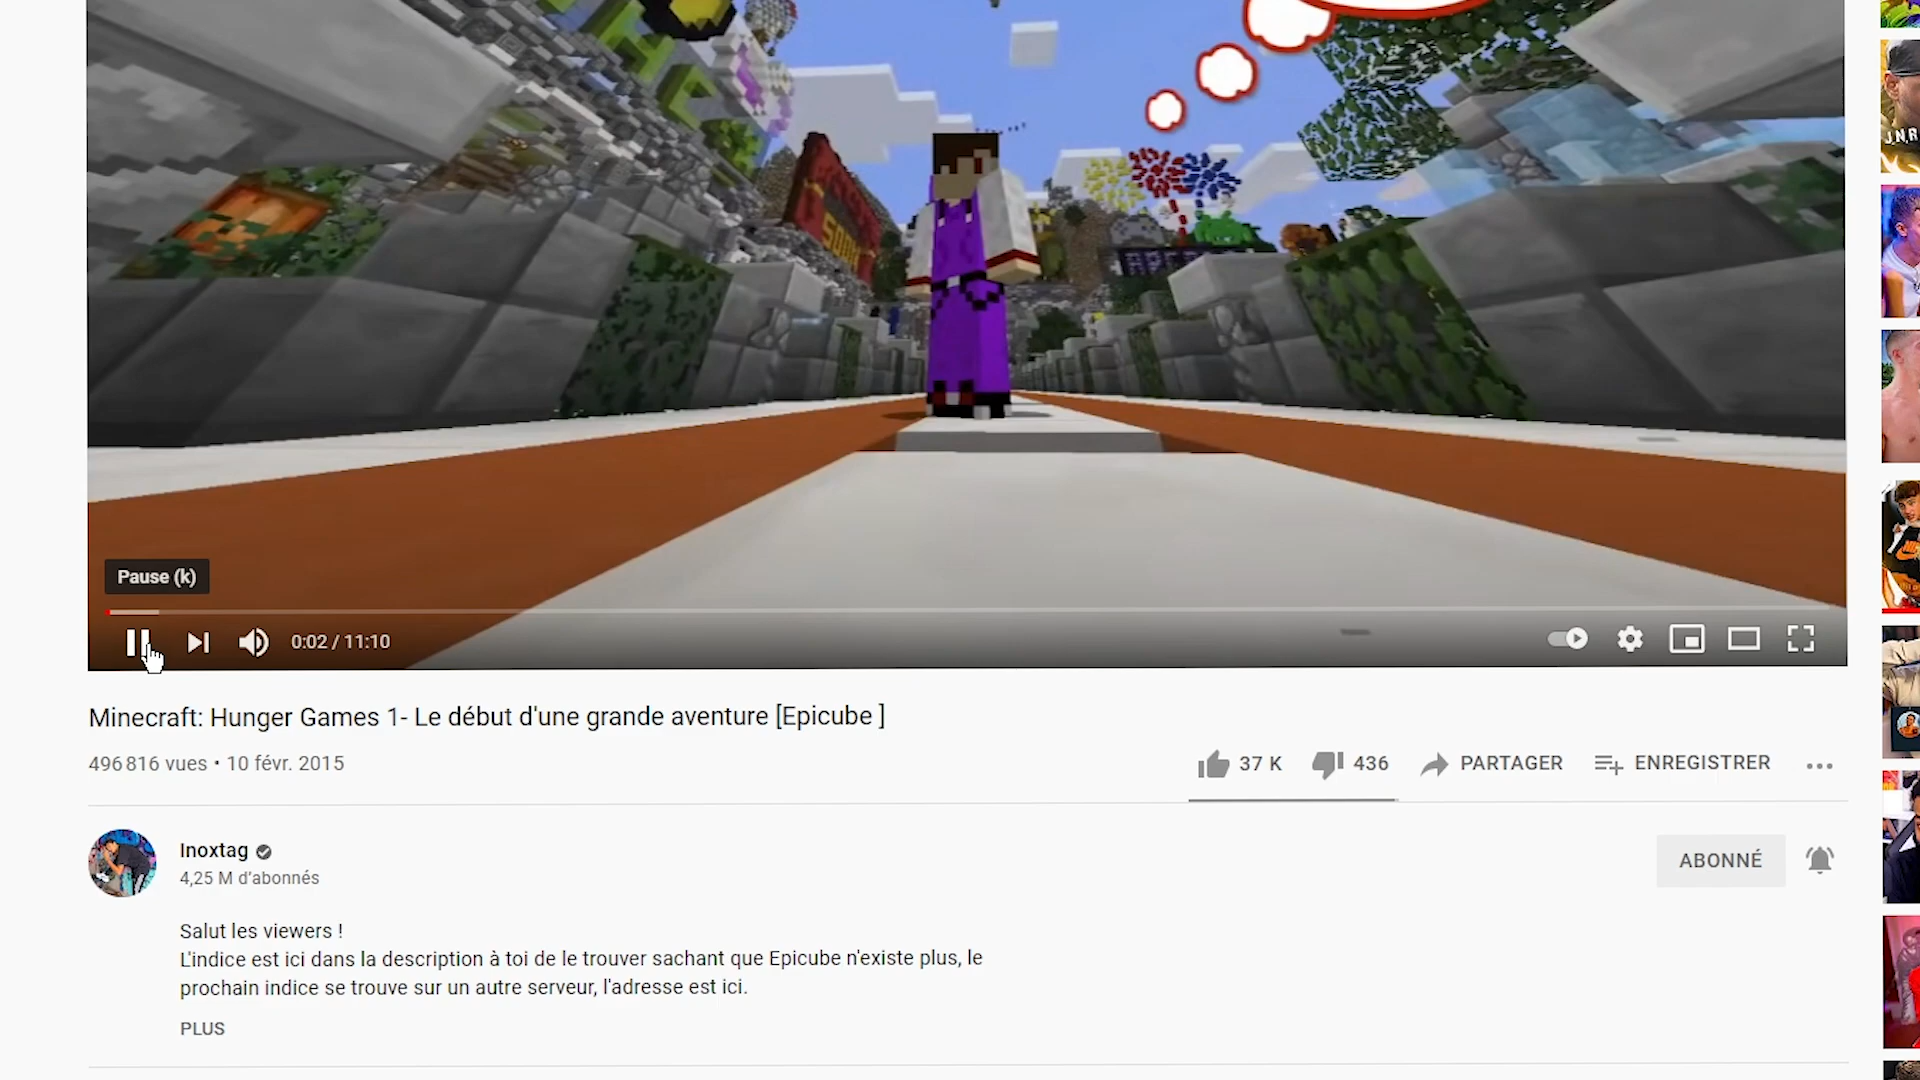 J.N.R
SODA
Pause (k)
0:02 / 11:10
Minecraft: Hunger Games 1- Le début d'une grande aventure [Epicube ]
496 816 vues • 10 févr. 2015
37 K
436
PARTAGER
ENREGISTRER
Inoxtag
4,25 M d'abonnés
ABONNÉ
Salut les viewers !
L'indice est ici dans la description à toi de le trouver sachant que Epicube n'existe plus, le
prochain indice se trouve sur un autre serveur, l'adresse est ici.
PLUS